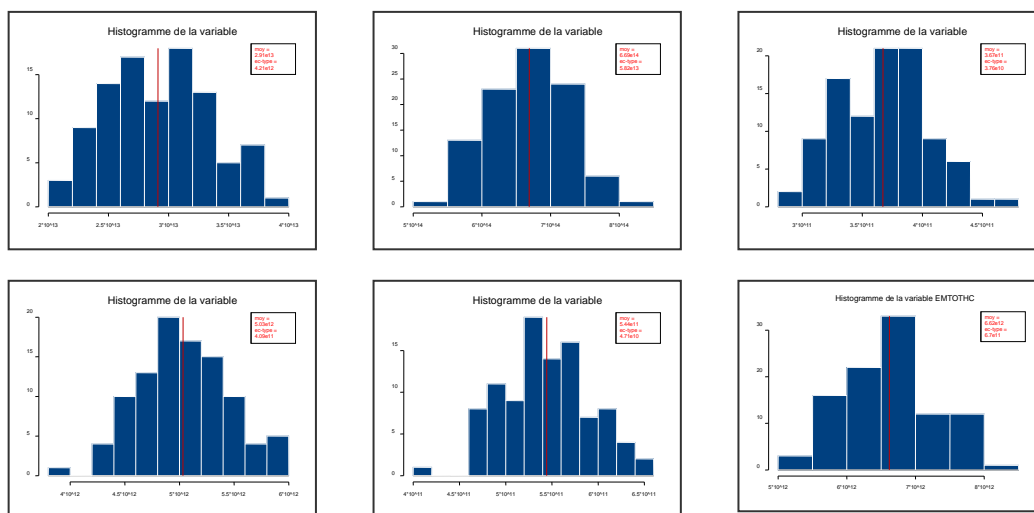 Histogramme de la variable
moy =
2.91e13
ec-type =
4.21e12
15
10
5
0
2*10^13
2.5*10^13
3*10^13
3.5*10^13
4*10^13
Histogramme de la variable
moy =
6.69e14
ec-type =
5.82e13
30
20
10
0
5*10^14
6*10^14
7*10^14
8*10^14
Histogramme de la variable
moy =
3.67e11
ec-type =
3.76e10
20
15
10
5
0
3*10^11
3.5*10^11
4*10^11
4.5*10^11
Histogramme de la variable
moy =
5.03e12
ec-type =
4.09e11
20
15
10
5
0
4*10^12
4.5*10^12
5*10^12
5.5*10^12
6*10^12
Histogramme de la variable
moy =
5.44e11
ec-type =
4.71e10
15
10
5
0
4*10^11
4.5*10^11
5*10^11
5.5*10^11
6*10^11
6.5*10^11
Histogramme de la variable EMTOTHC
moy =
6.62e12
ec-type =
6.7e11
30
20
10
0
5*10^12
6*10^12
7*10^12
8*10^12